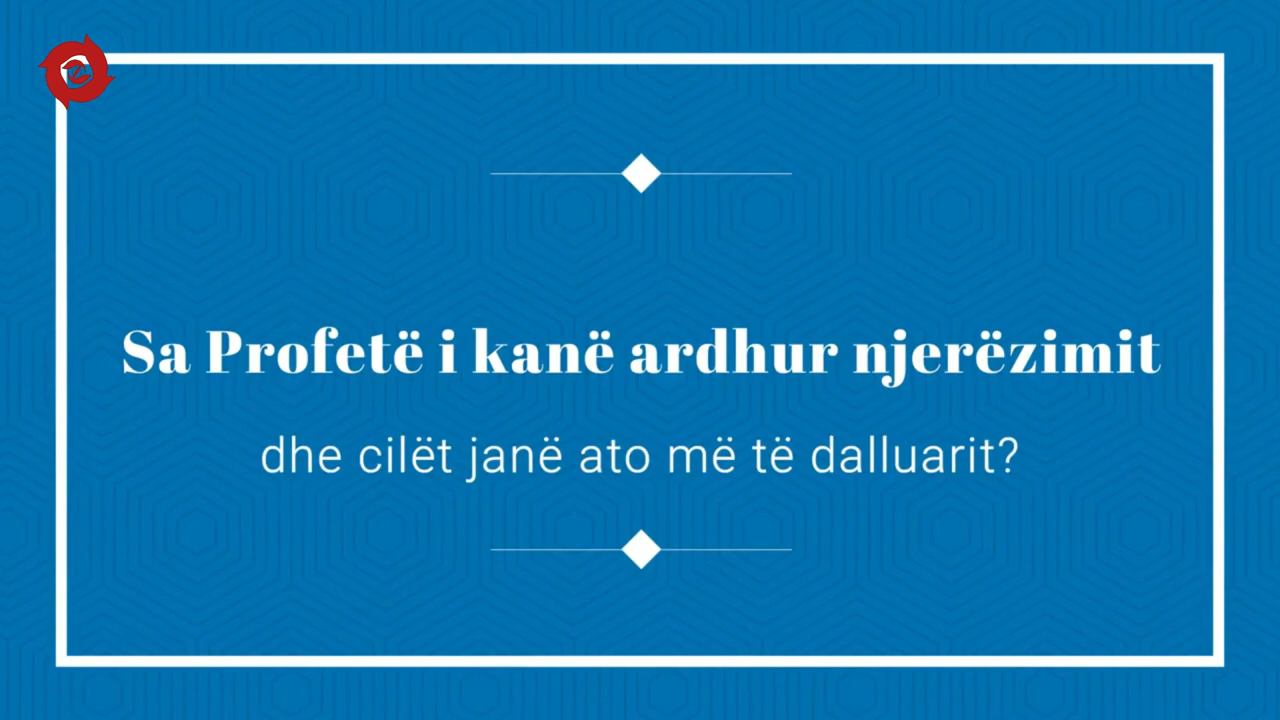 Sa Profetë i kanë ardhur njerëzimit
dhe cilët janë ato më të dalluarit?